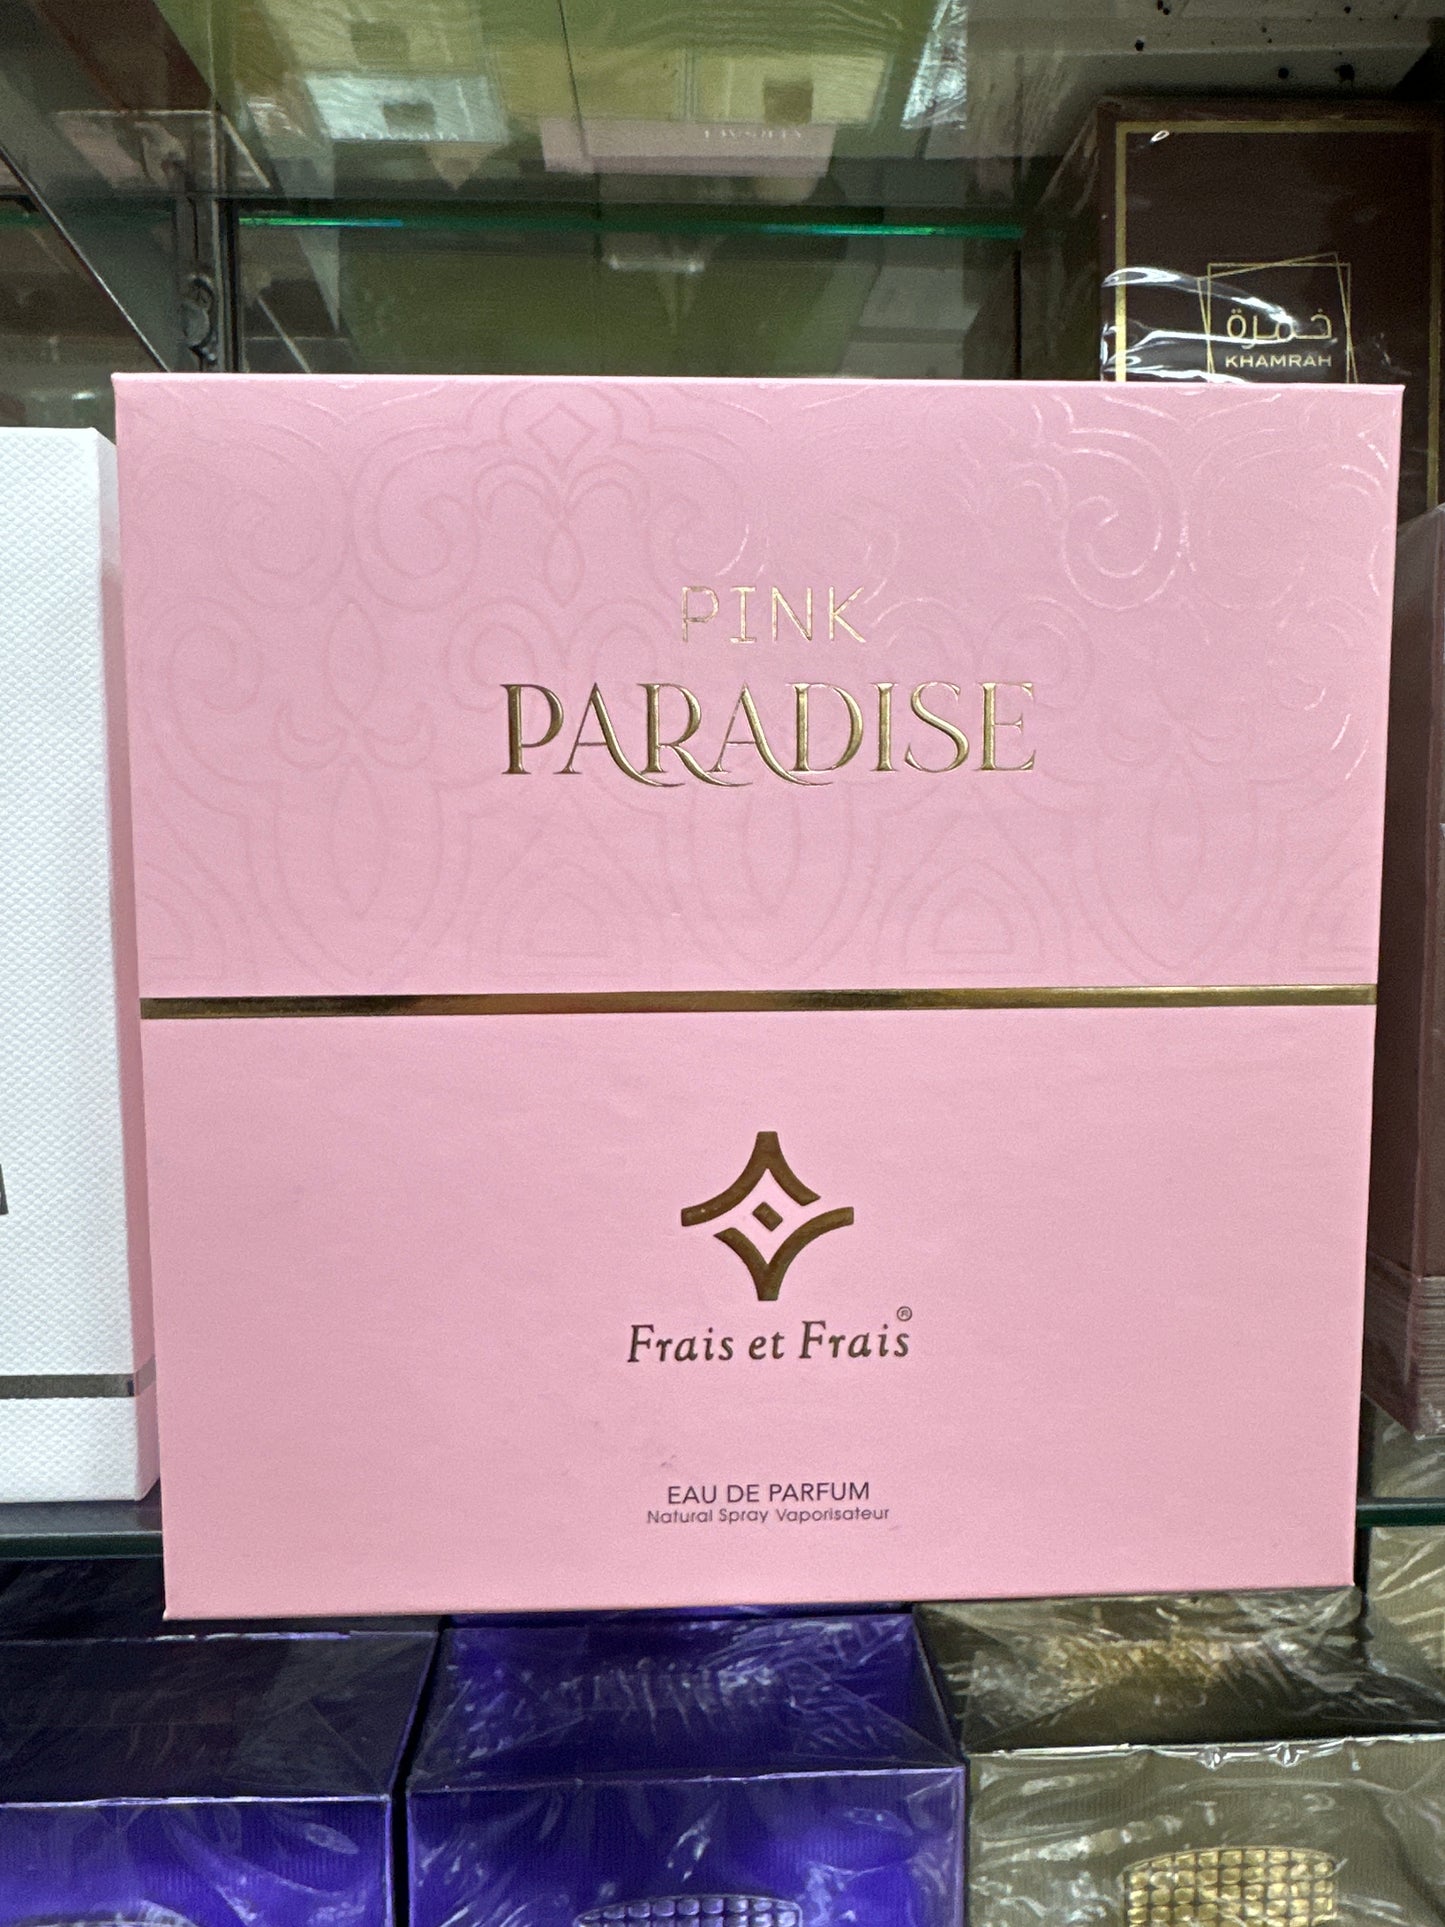 خمرة
KHAMRAH
PINK
PARADISE
Frais et Frais®
EAU DE PARFUM
Natural Spray Vaporisateur